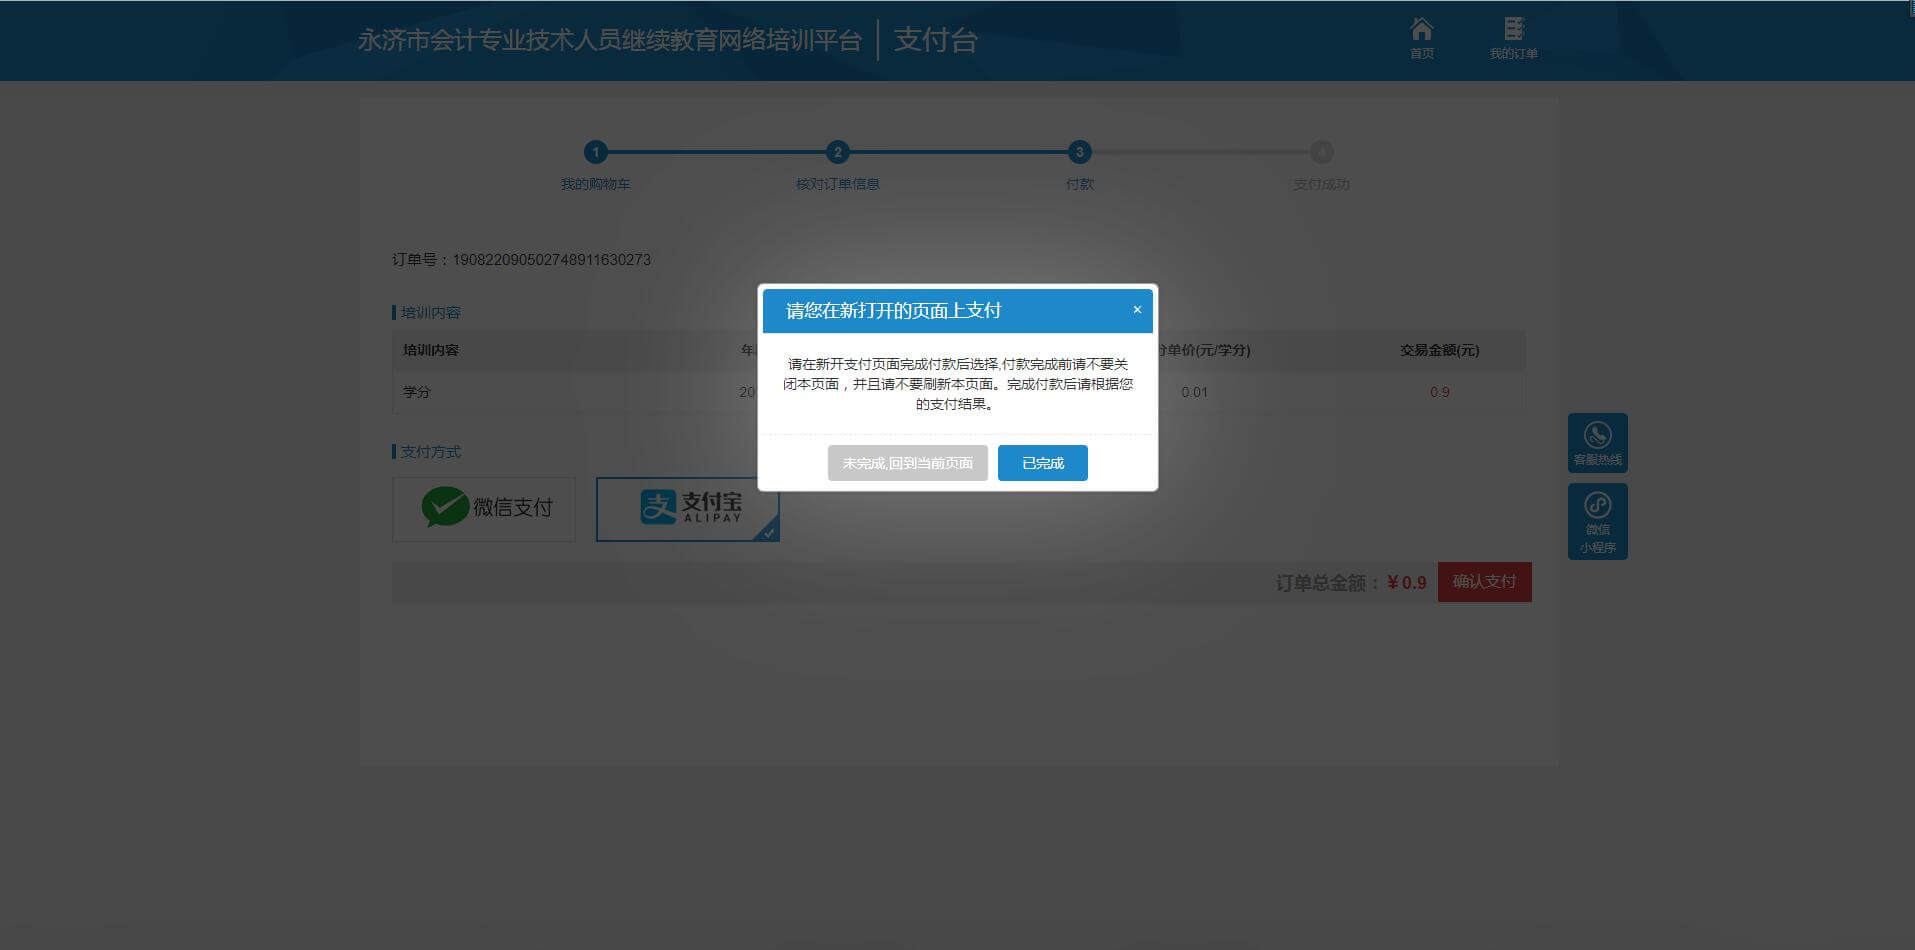 永济市会计专业技术人员继续教育网络培训平台 支付台
首页
我的订单
1 2 3 4
我的购物车 核对订单信息 付款 支付成功
订单号：190822090502748911630273
培训内容
培训内容 单价(元/学分) 交易金额(元)
学分 0.01 0.9
请您在新打开的页面上支付 ×
请在新开支付页面完成付款后选择,付款完成前请不要关
闭本页面，并且请不要刷新本页面。完成付款后请根据您
的支付结果。
未完成,回到当前页面 已完成
支付方式
微信支付 支 支付宝
ALIPAY
订单总金额：￥0.9 确认支付
客服热线
微信
小程序